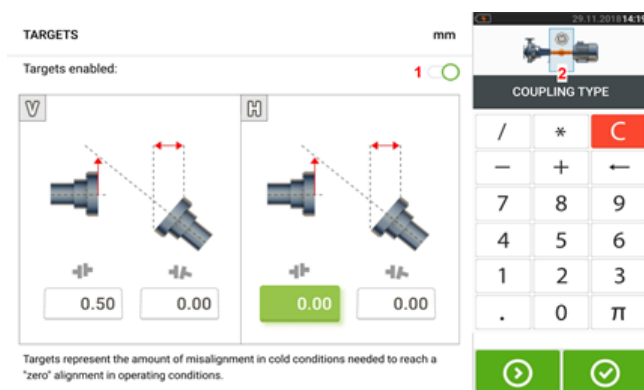 TARGETS mm
Targets enabled: 1
V H
0.50 0.00 0.00 0.00
Targets represent the amount of misalignment in cold conditions needed to reach a
"zero" alignment in operating conditions.
29.11.2018 14:19
2
COUPLING TYPE
/ * C
− + ←
7 8 9
4 5 6
1 2 3
. 0 π